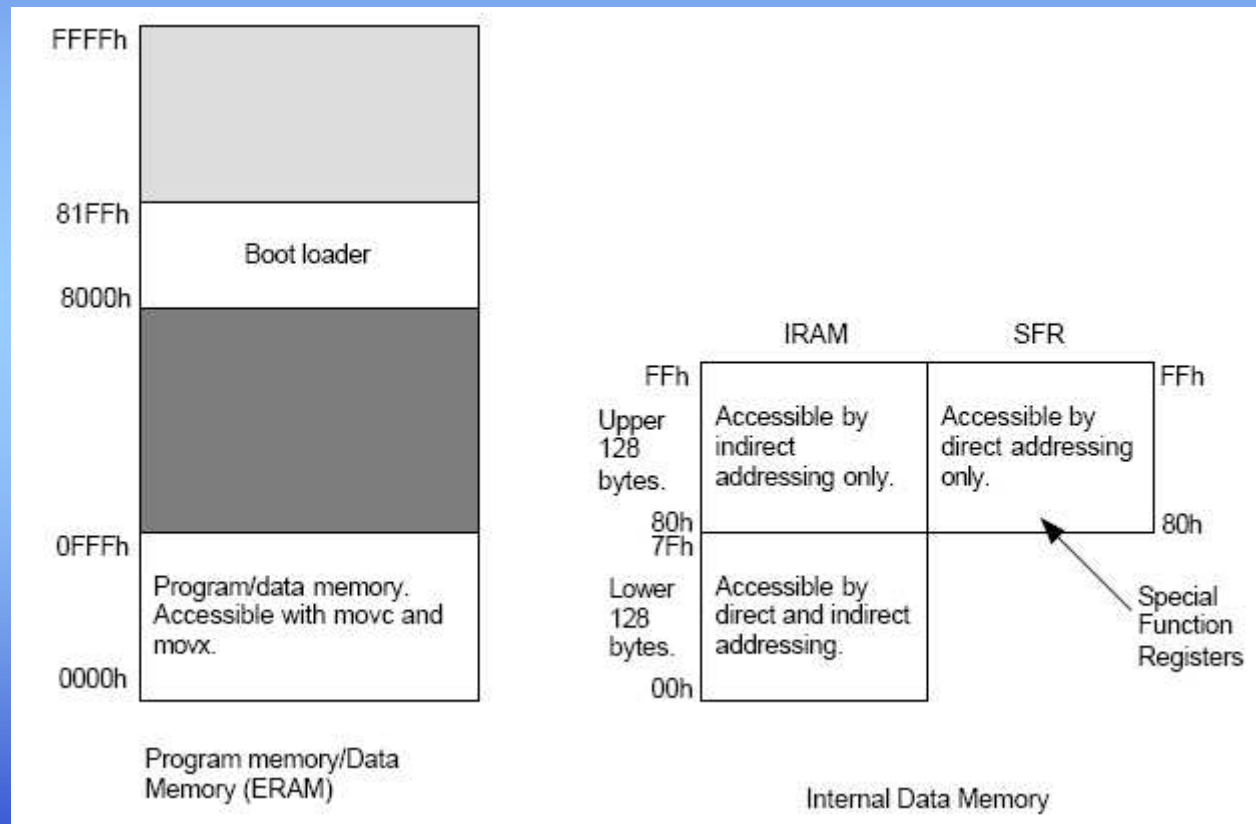 FFFFh
81FFh
Boot loader
8000h
0FFFh
Program/data memory.
Accessible with movc and
movx.
0000h
Program memory/Data
Memory (ERAM)
IRAM
SFR
FFh
FFh
Upper
128
bytes.
Accessible by
indirect
addressing only.
Accessible by
direct addressing
only.
80h
80h
7Fh
Lower
128
bytes.
Accessible by
direct and indirect
addressing.
00h
Special
Function
Registers
Internal Data Memory